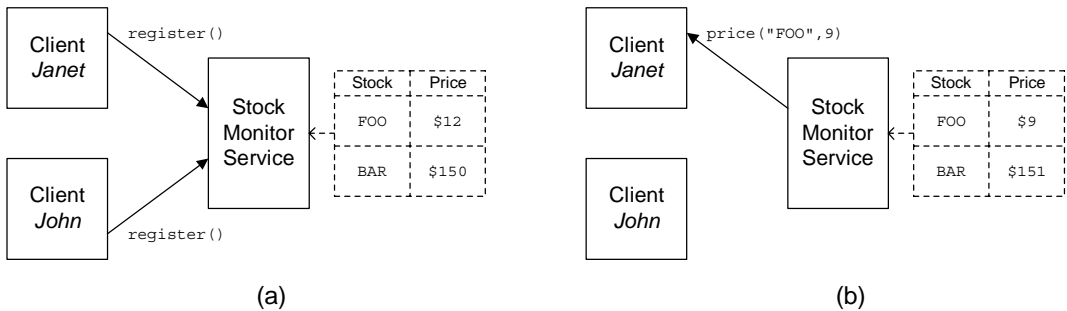 Client
Janet
register()
Stock
Monitor
Service
Stock Price
FOO $12
BAR $150
Client
John
register()
(a)
Client
Janet
price("FOO",9)
Stock
Monitor
Service
Stock Price
FOO $9
BAR $151
Client
John
(b)